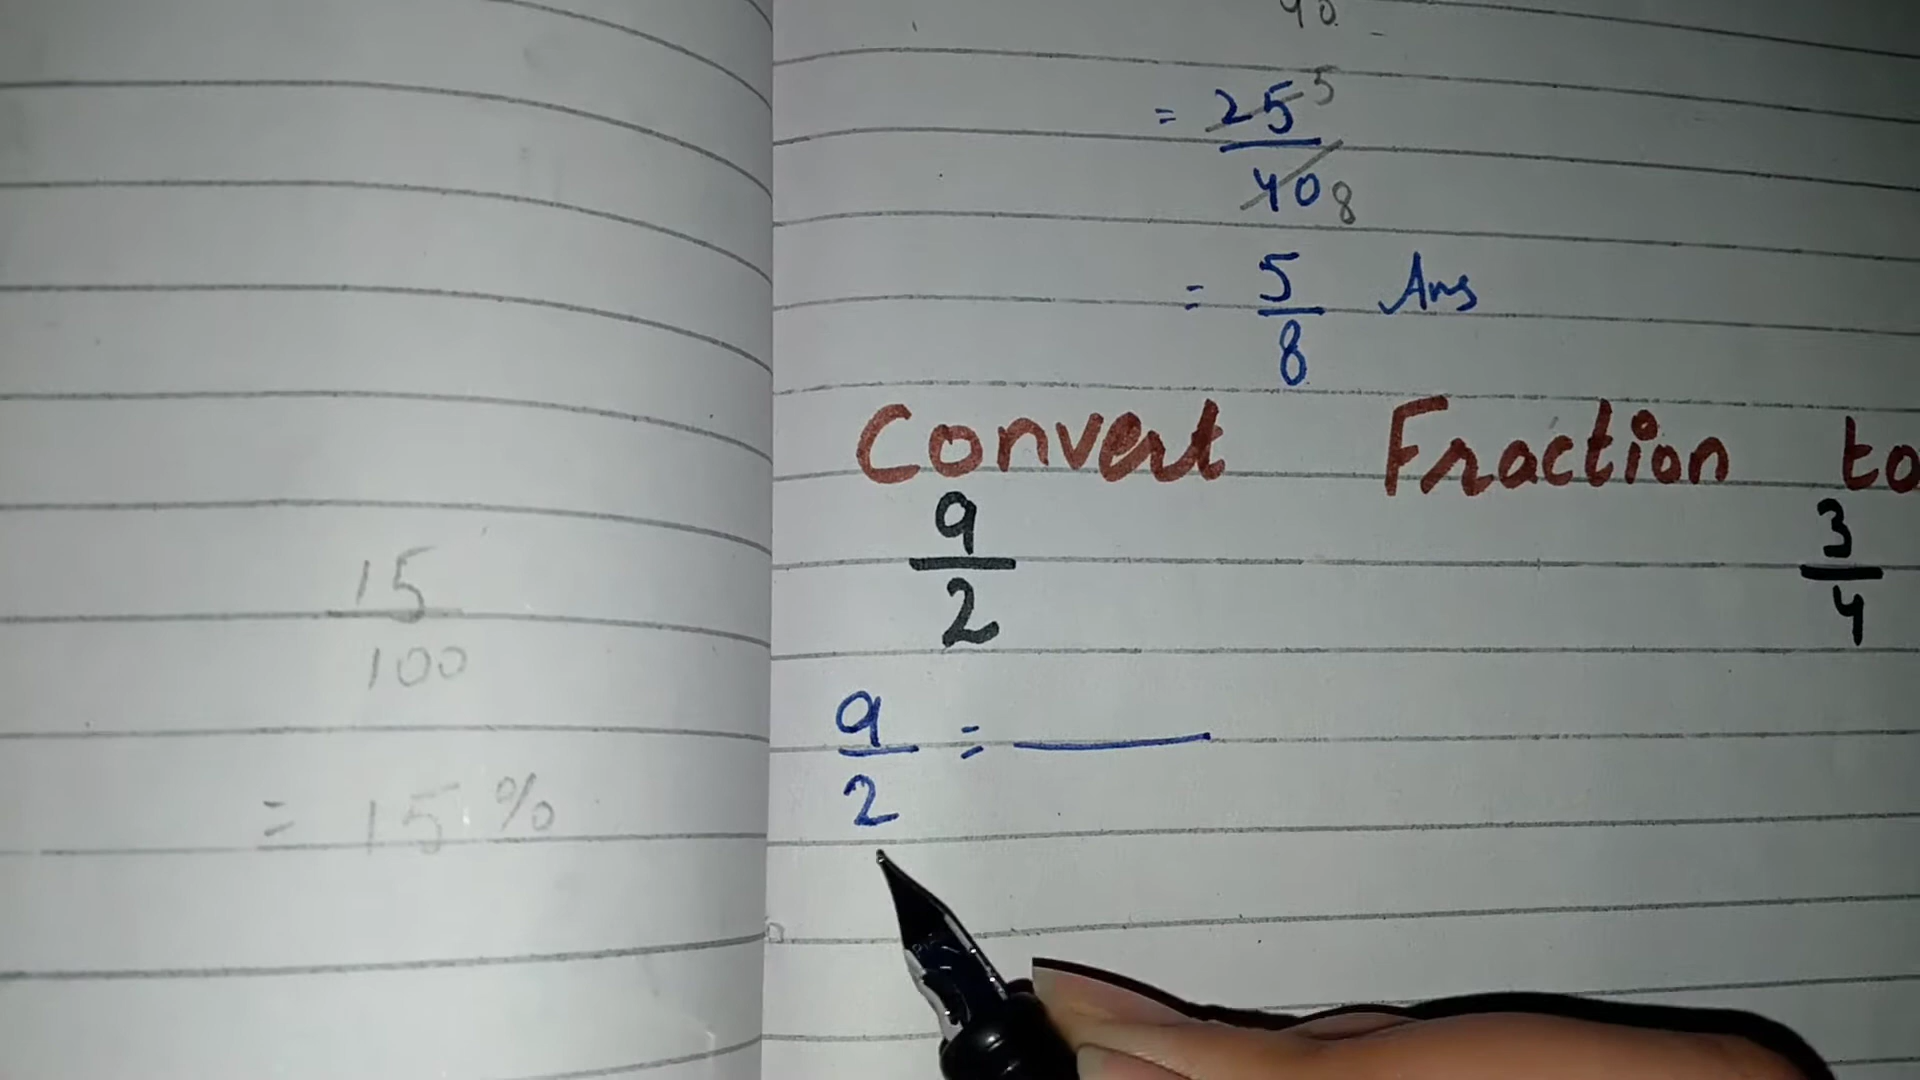 = 25 5
40 8
= 5 Ans
8
Convert Fraction to
9
2
3
4
9
2
=
15
100
= 15 %